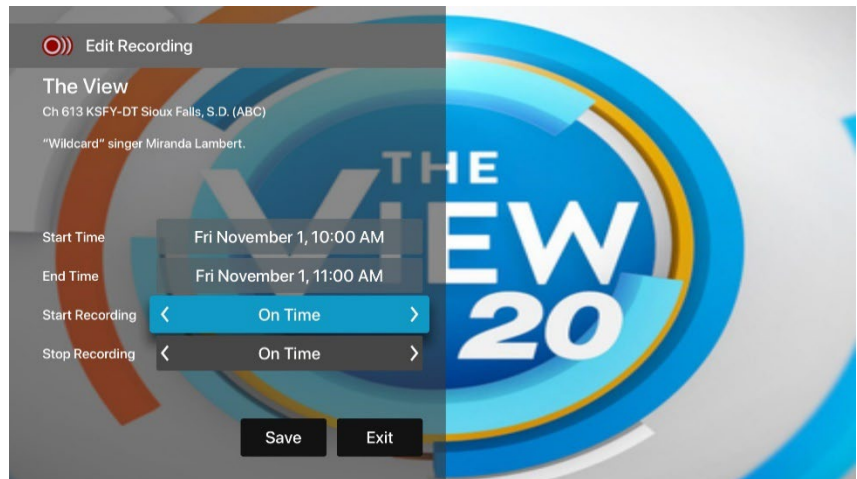 Edit Recording
The View
Ch 613 KSFY-DT Sioux Falls, S.D. (ABC)
"Wildcard" singer Miranda Lambert.
Start Time Fri November 1, 10:00 AM
End Time Fri November 1, 11:00 AM
Start Recording < On Time >
Stop Recording < On Time >
Save Exit
THE
VIEW
20